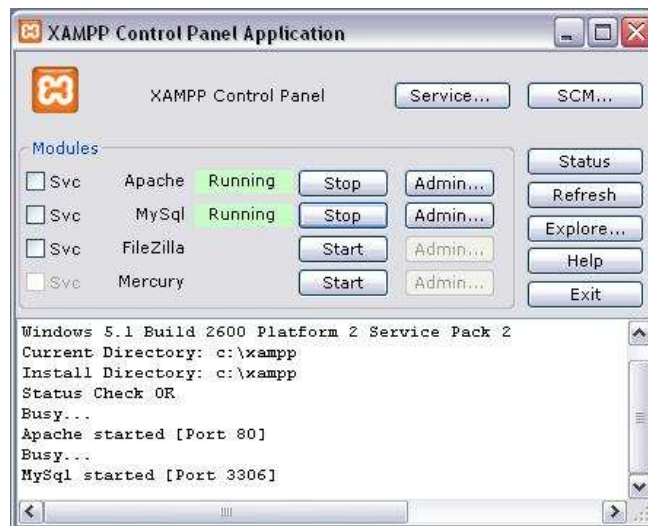 XAMPP Control Panel Application
XAMPP Control Panel Service... SCM...
Modules
Status
Svc Apache Running Stop Admin...
Refresh
Svc MySql Running Stop Admin...
Explore...
Svc FileZilla Start Admin...
Help
Svc Mercury Start Admin...
Exit
Windows 5.1 Build 2600 Platform 2 Service Pack 2
Current Directory: c:\xampp
Install Directory: c:\xampp
Status Check OK
Busy...
Apache started [Port 80]
Busy...
MySql started [Port 3306]